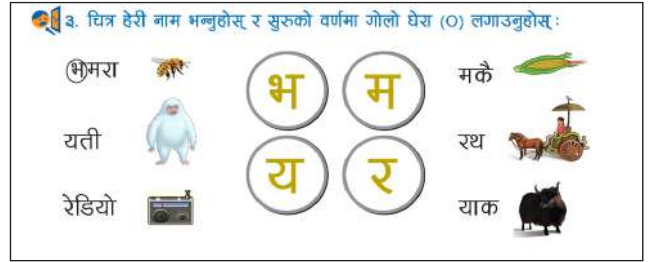 ३. चित्र हेरी नाम भन्नुहोस् र सुरुको वर्णमा गोलो घेरा (O) लगाउनुहोस् :
भमरा भ म मकै
यती रथ
रेडियो य र याक